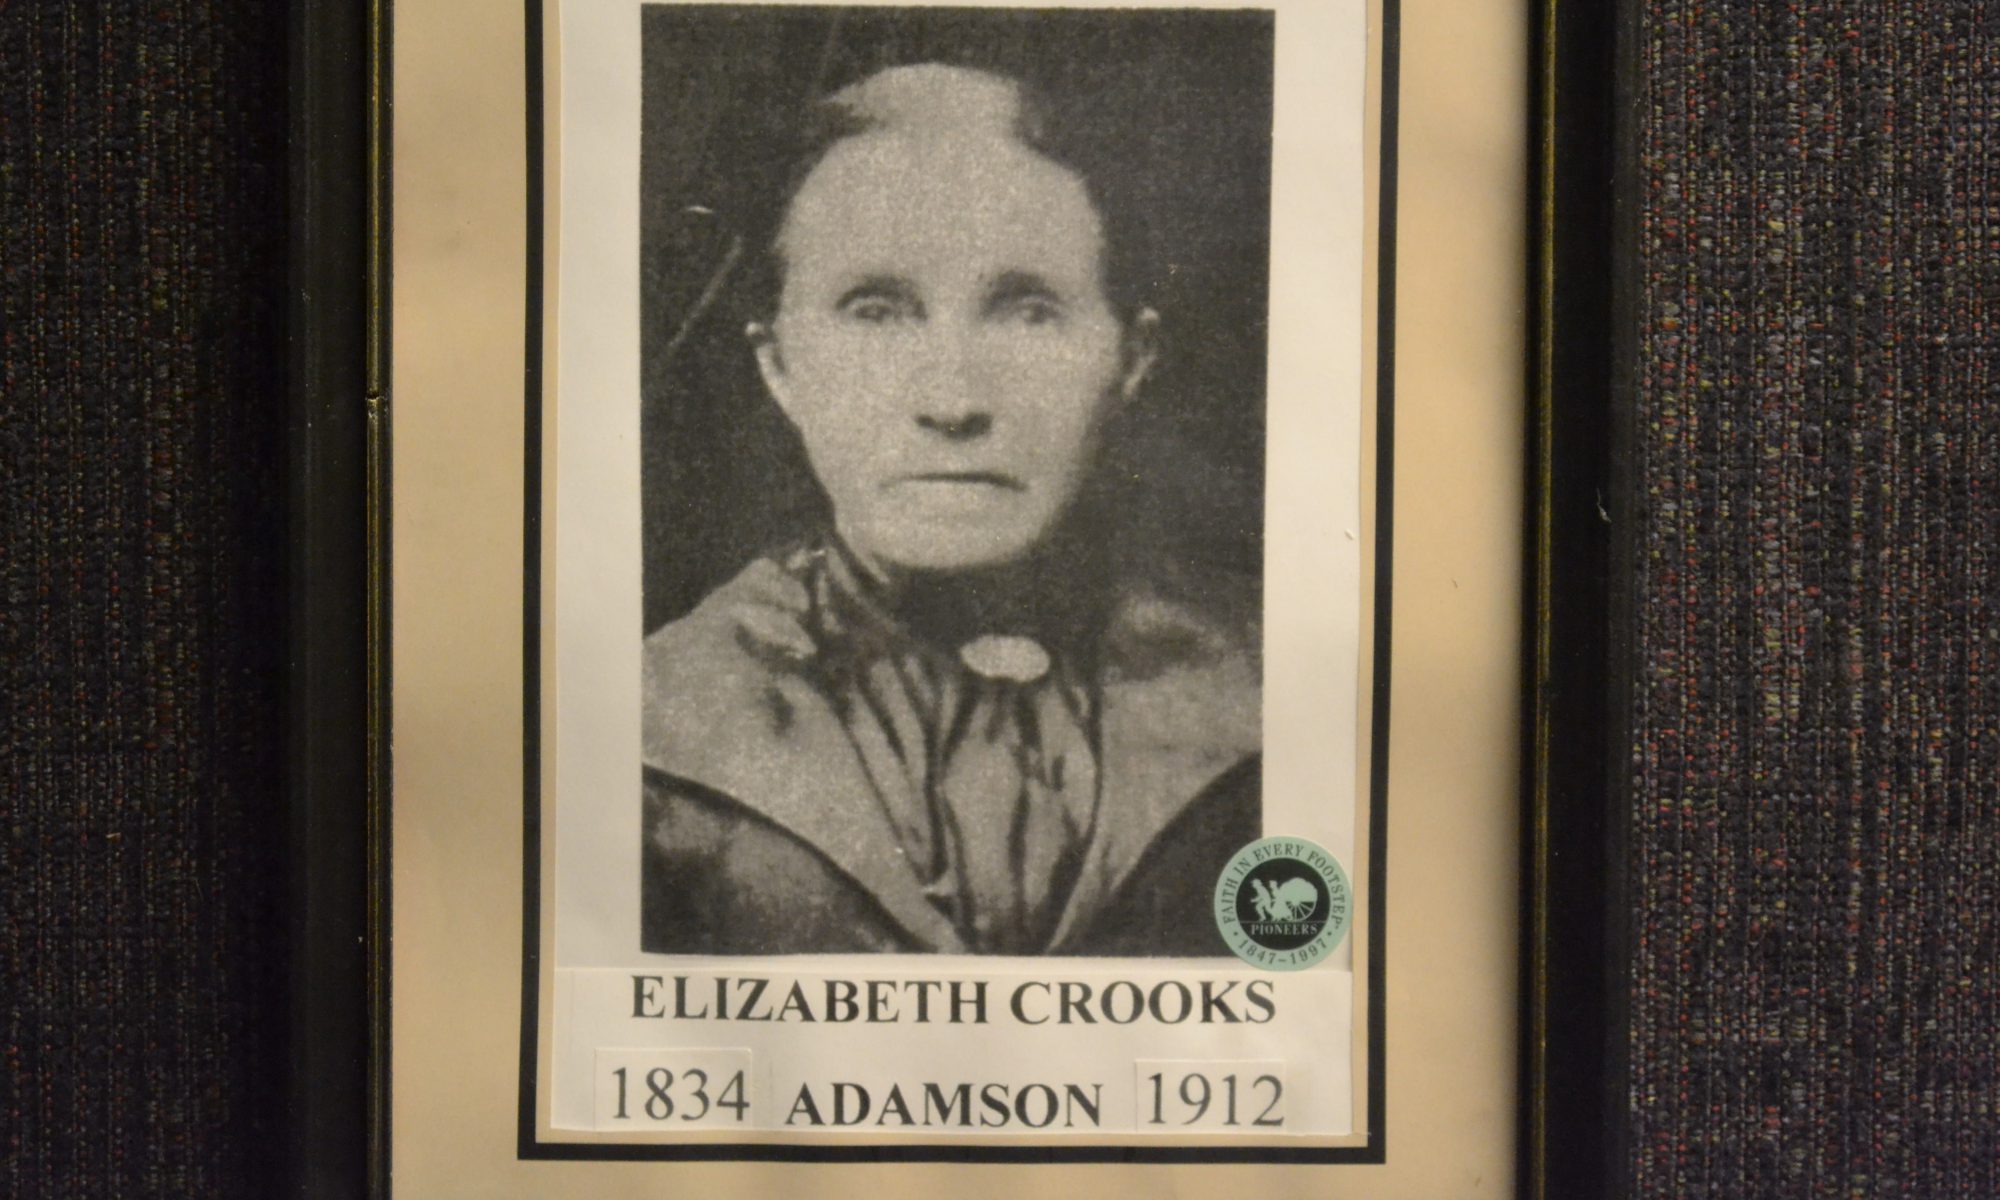 FAITH IN EVERY FOOTSTEP
PIONEERS
• 1847-1997 •
ELIZABETH CROOKS
1834 ADAMSON 1912